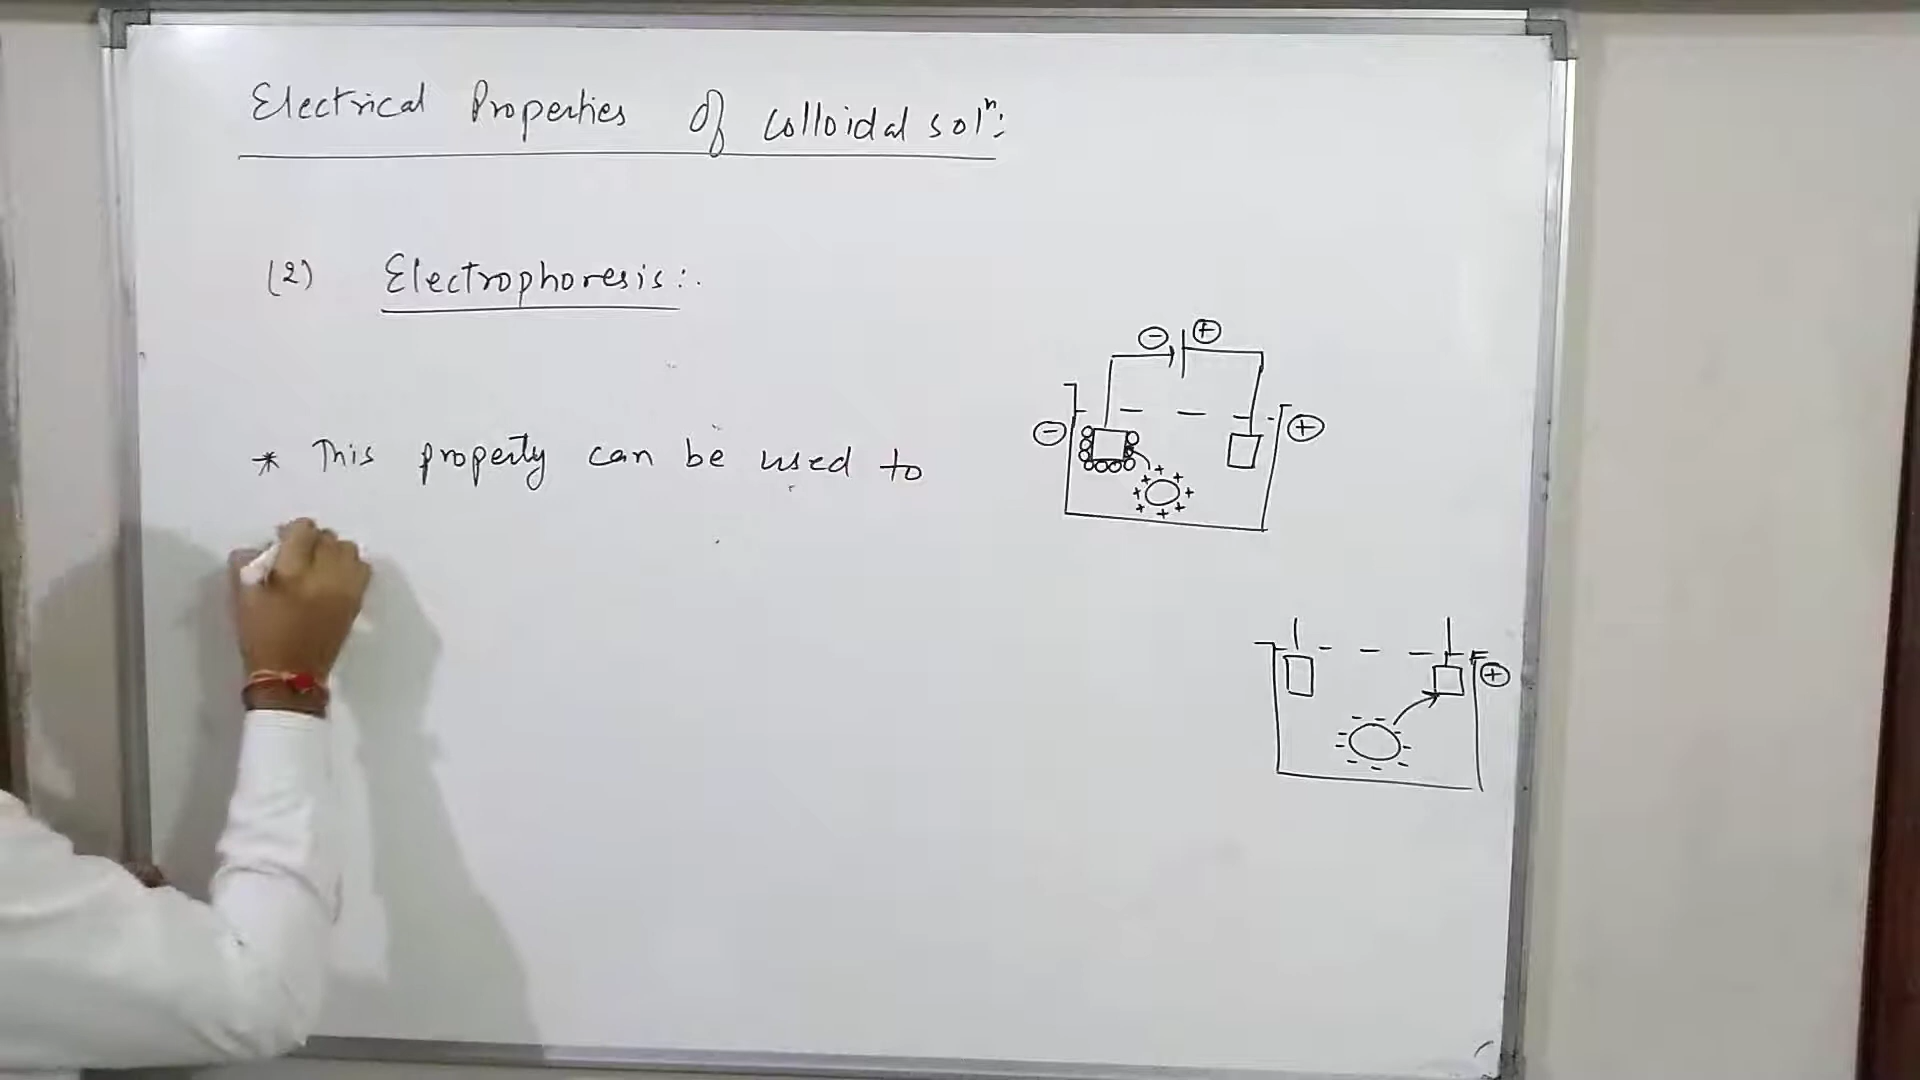 Electrical Properties of colloidal solⁿ:
(2) Electrophoresis:.
* This property can be used to
⊖ ⊕
⊖ ⊕
+ + + + + + + +
⊕